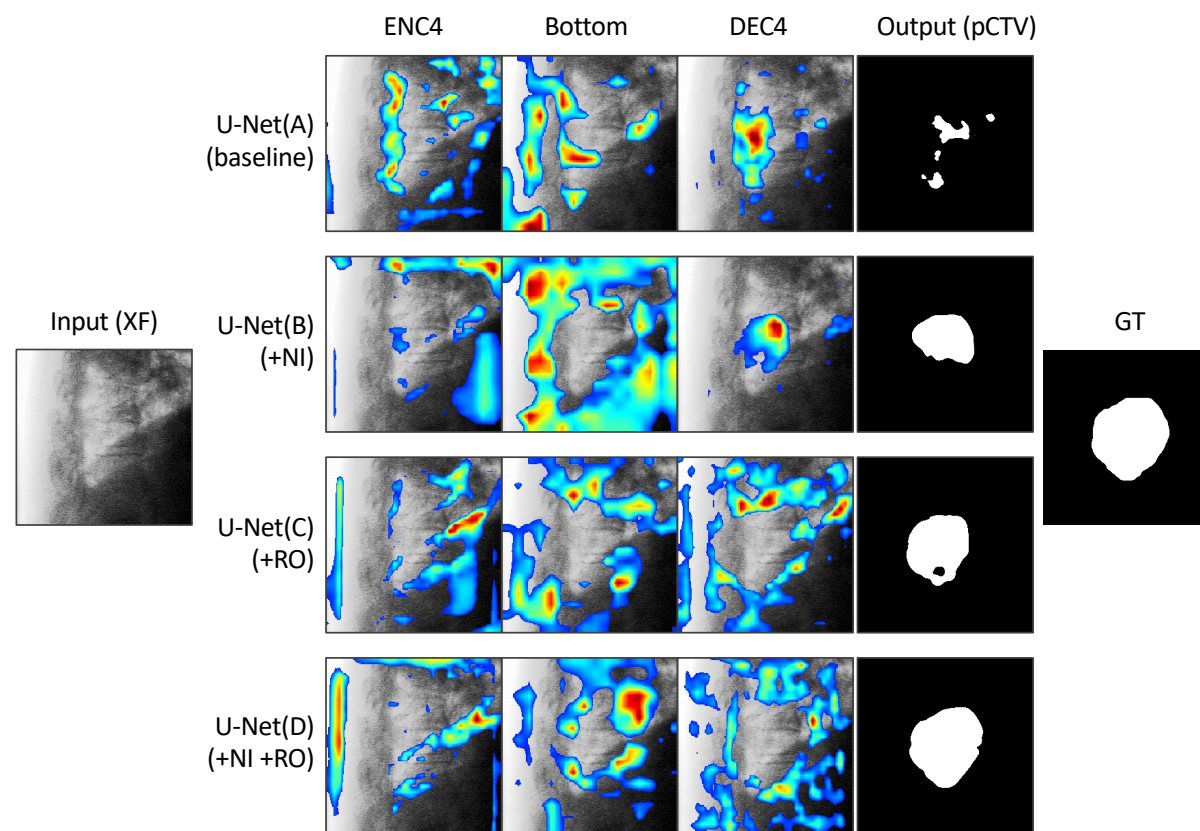 ENC4
Bottom
DEC4
Output (pCTV)
U-Net(A)
(baseline)
U-Net(B)
(+NI)
Input (XF)
GT
U-Net(C)
(+RO)
U-Net(D)
(+NI +RO)